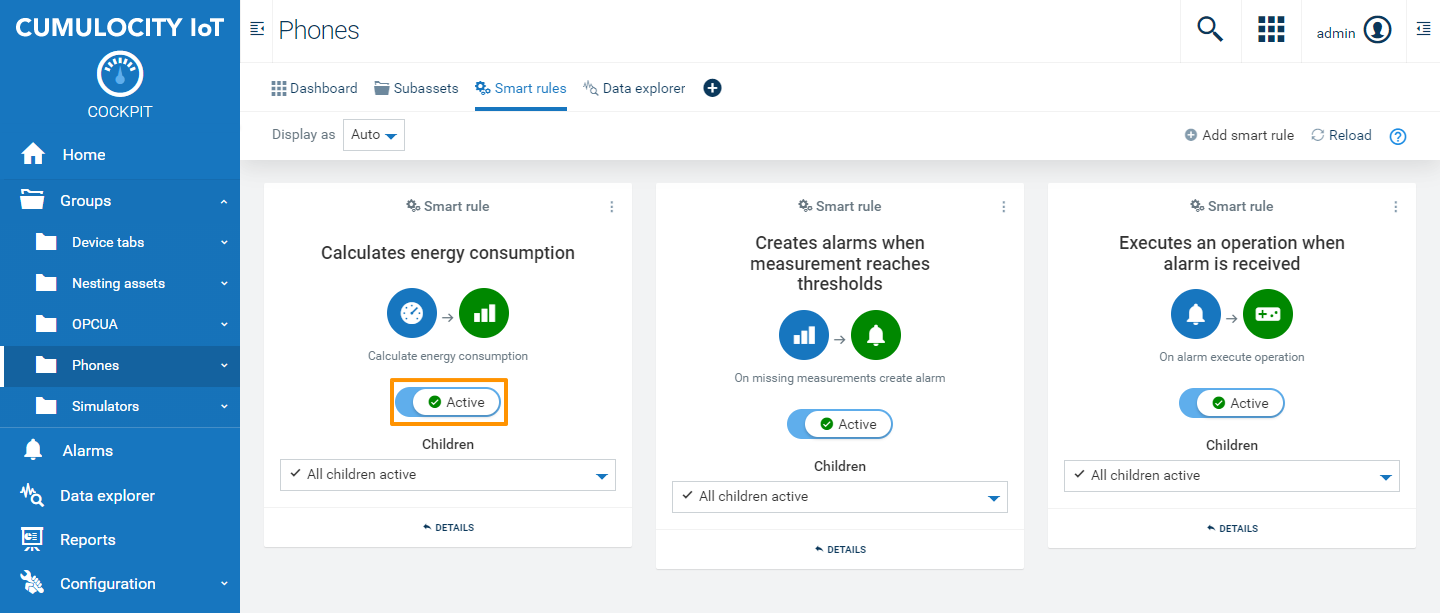 CUMULOCITY IoT
COCKPIT
Home
Groups
Device tabs
Nesting assets
OPCUA
Phones
Simulators
Alarms
Data explorer
Reports
Configuration
Phones
admin
Dashboard
Subassets
Smart rules
Data explorer
Display as
Auto
Add smart rule
Reload
?
Smart rule
Calculates energy consumption
Calculate energy consumption
Active
Children
All children active
DETAILS
Smart rule
Creates alarms when
measurement reaches
thresholds
On missing measurements create alarm
Active
Children
All children active
DETAILS
Smart rule
Executes an operation when
alarm is received
On alarm execute operation
Active
Children
All children active
DETAILS